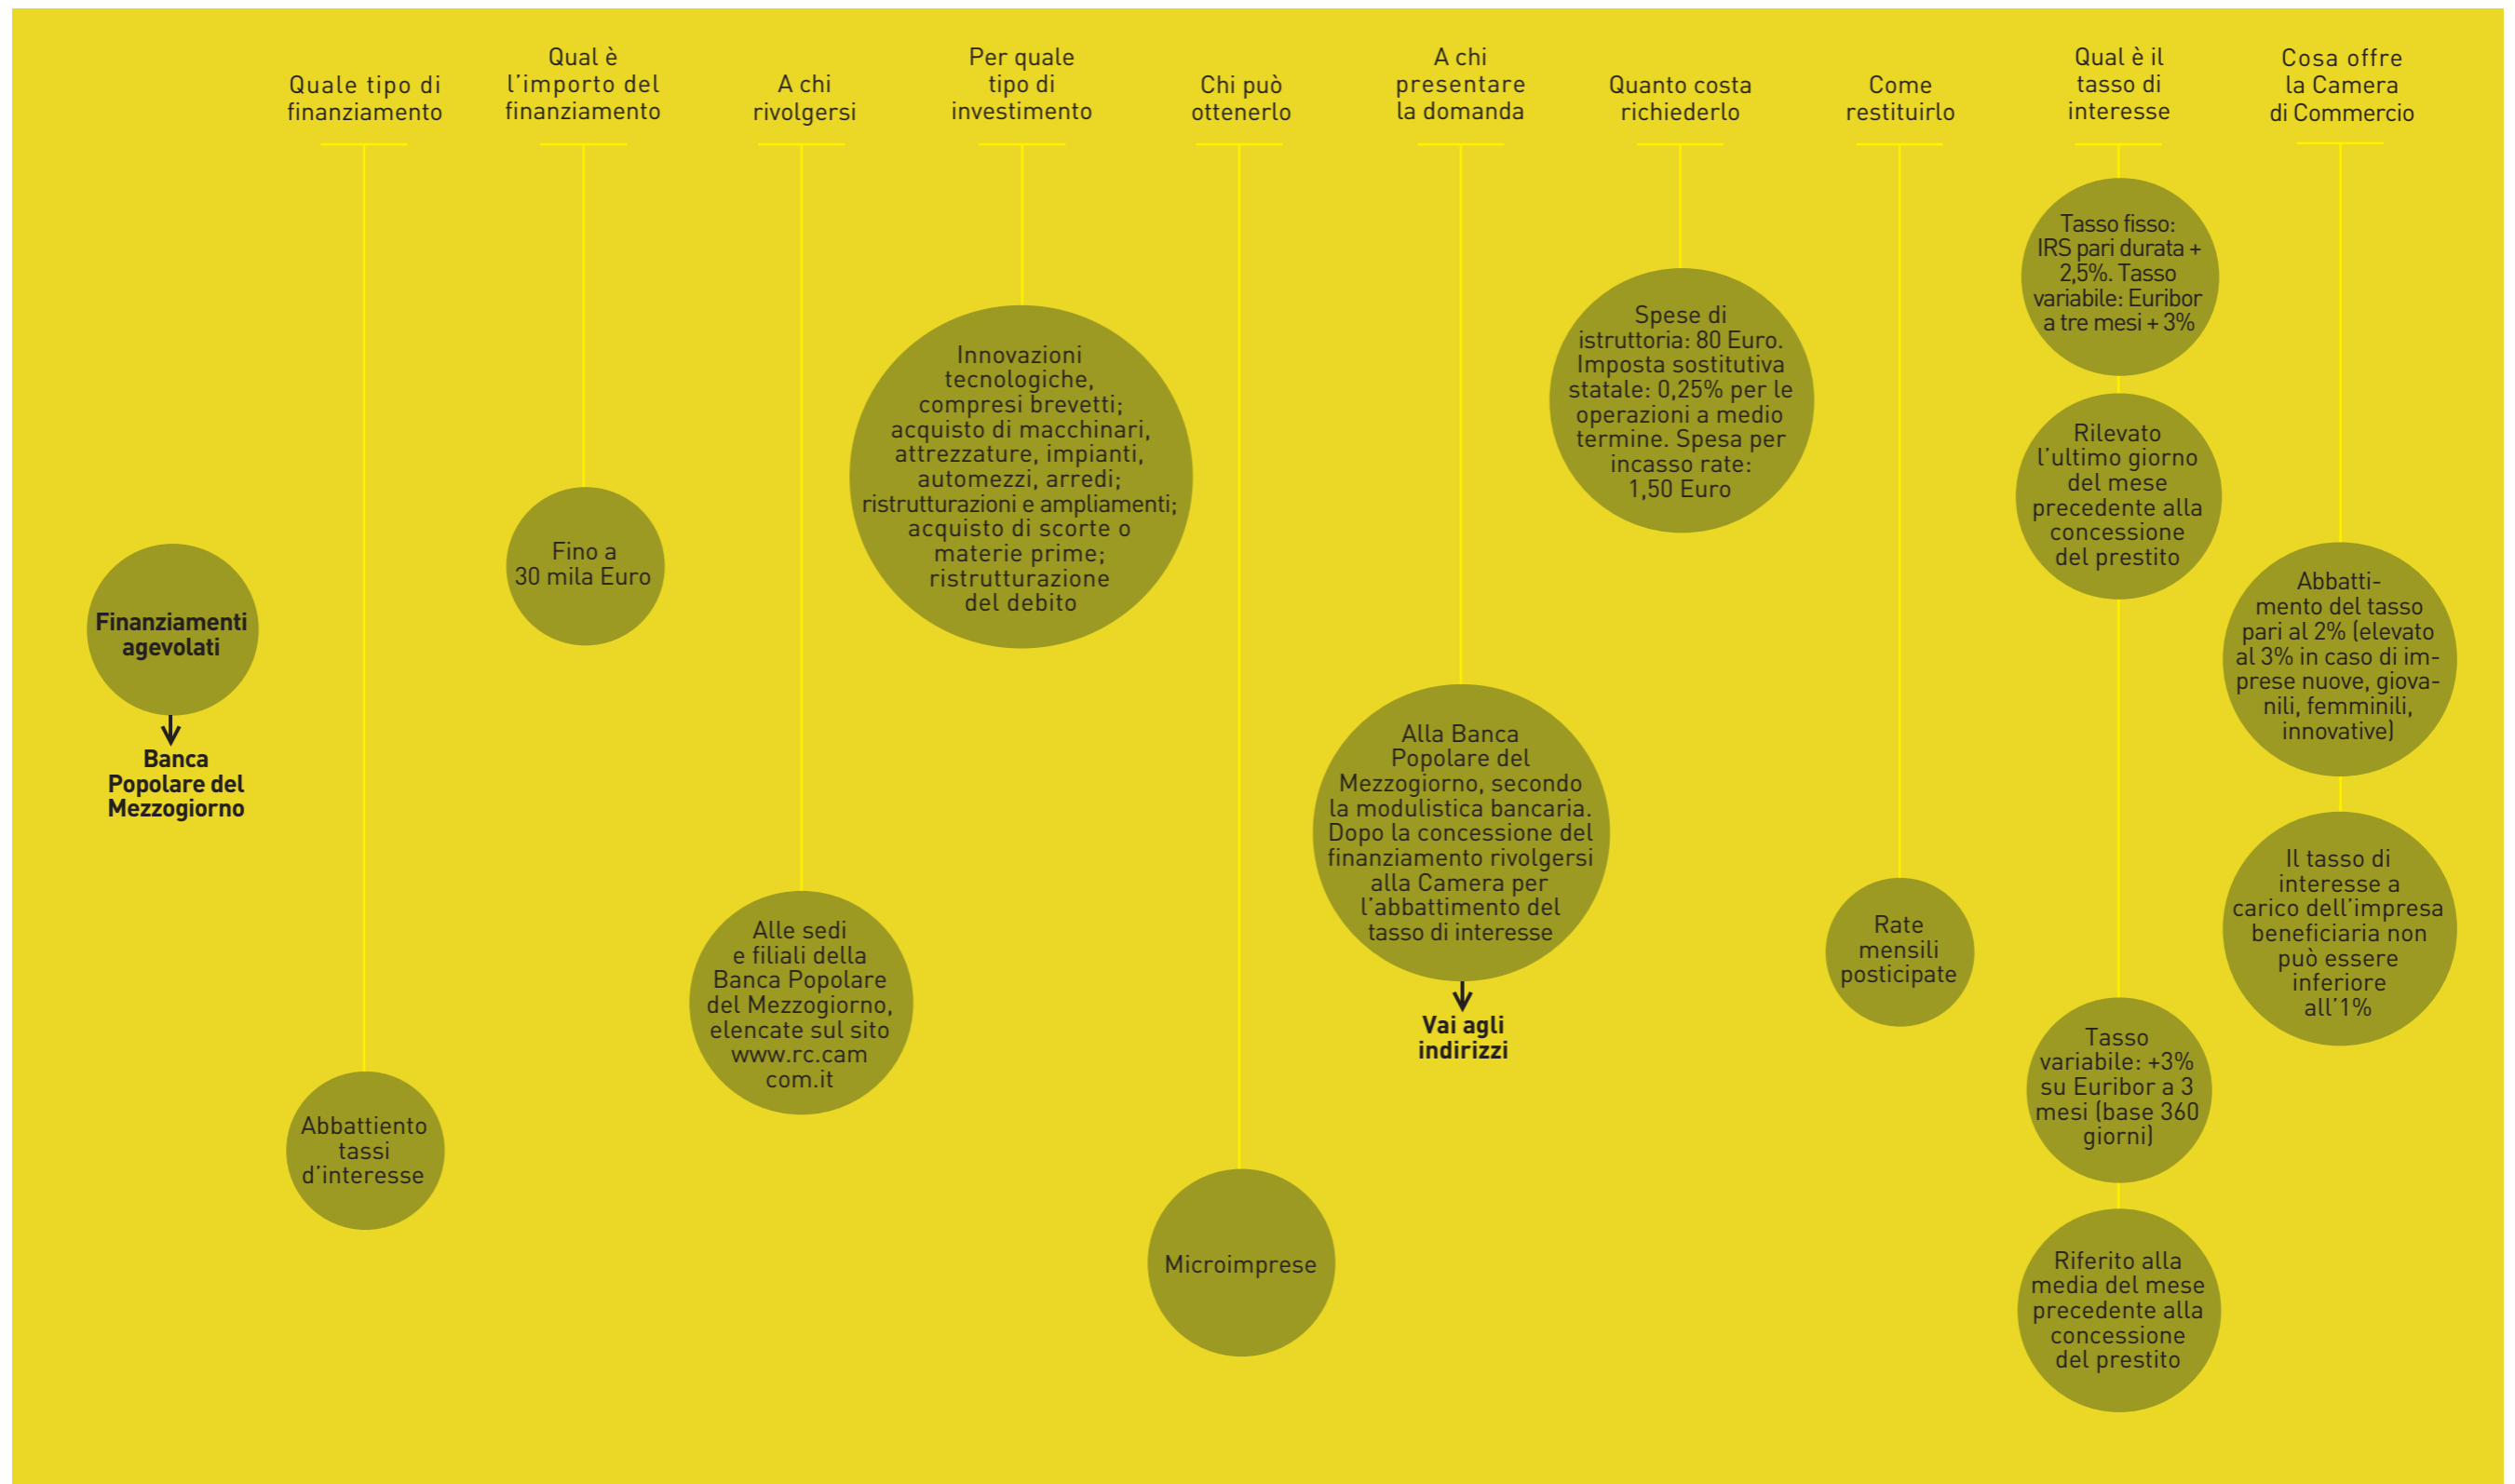 Quale tipo di
finanziamento
Qual è
l'importo del
finanziamento
A chi
rivolgersi
Per quale
tipo di
investimento
Chi può
ottenerlo
A chi
presentare
la domanda
Quanto costa
richiederlo
Come
restituirlo
Qual è il
tasso di
interesse
Cosa offre
la Camera
di Commercio
Finanziamenti
agevolati
Banca
Popolare del
Mezzogiorno
Abbattiento
tassi
d'interesse
Fino a
30 mila Euro
Alle sedi
e filiali della
Banca Popolare
del Mezzogiorno,
elencate sul sito
www.rc.cam
com.it
Innovazioni
tecnologiche,
compresi brevetti;
acquisto di macchinari,
attrezzature, impianti,
automezzi, arredi;
ristrutturazioni e ampliamenti;
acquisto di scorte o
materie prime;
ristrutturazione
del debito
Microimprese
Alla Banca
Popolare del
Mezzogiorno, secondo
la modulistica bancaria.
Dopo la concessione del
finanziamento rivolgersi
alla Camera per
l'abbattimento del
tasso di interesse
Vai agli
indirizzi
Spese di
istruttoria: 80 Euro.
Imposta sostitutiva
statale: 0,25% per le
operazioni a medio
termine. Spesa per
incasso rate:
1,50 Euro
Rate
mensili
posticipate
Tasso fisso:
IRS pari durata +
2,5%. Tasso
variabile: Euribor
a tre mesi + 3%
Rilevato
l'ultimo giorno
del mese
precedente alla
concessione
del prestito
Tasso
variabile: +3%
su Euribor a 3
mesi (base 360
giorni)
Riferito alla
media del mese
precedente alla
concessione
del prestito
Abbatti-
mento del tasso
pari al 2% (elevato
al 3% in caso di im-
prese nuove, giova-
nili, femminili,
innovative)
Il tasso di
interesse a
carico dell'impresa
beneficiaria non
può essere
inferiore
all'1%